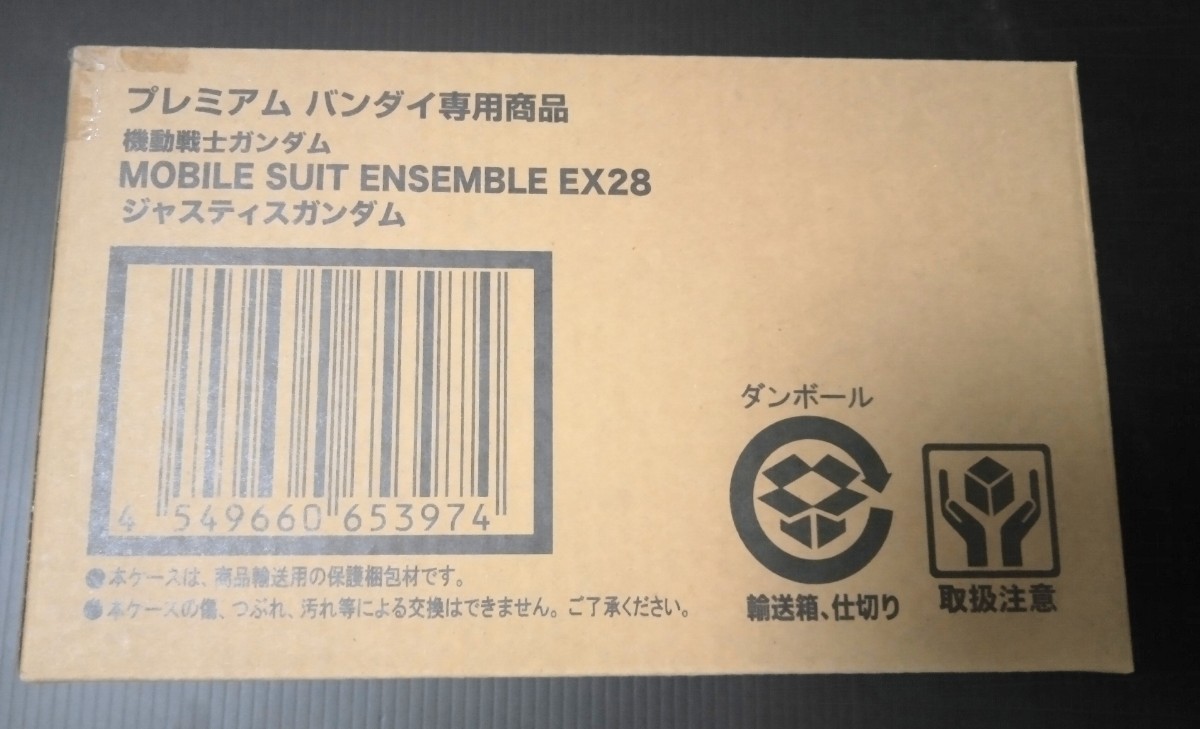 プレミアム バンダイ専用商品
機動戦士ガンダム
MOBILE SUIT ENSEMBLE EX28
ジャスティスガンダム
4 549660 653974
●本ケースは、商品輸送用の保護梱包材です。
●本ケースの傷、つぶれ、汚れ等による交換はできません。ご了承ください。
ダンボール
輸送箱、仕切り
取扱注意